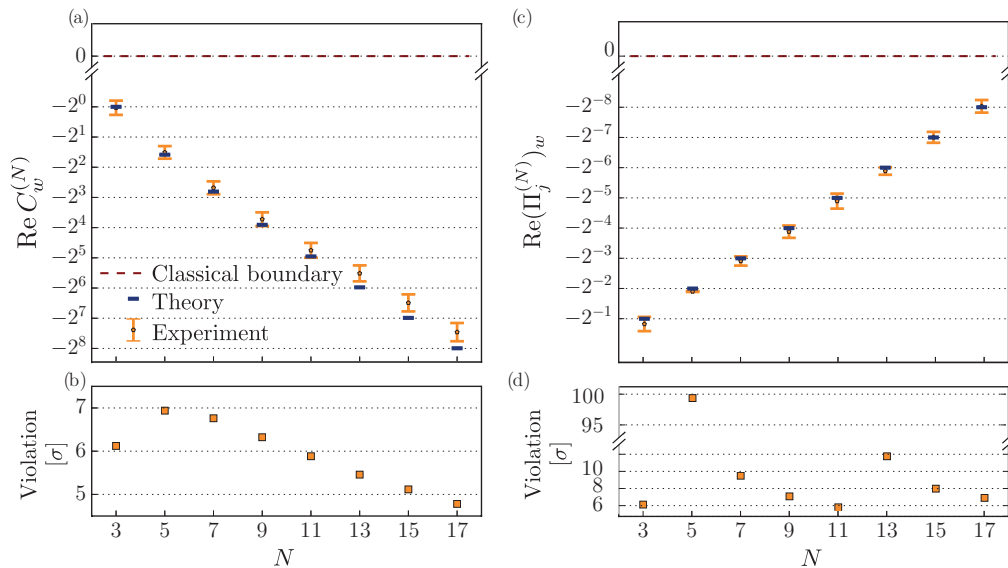 (a)
0
−2^0
−2^1
−2^2
−2^3
−2^4
−2^5
−2^6
−2^7
−2^8
Re C_w^{(N)}
Classical boundary
Theory
Experiment
(b)
7
6
5
Violation
[σ]
3 5 7 9 11 13 15 17
N
(c)
0
−2^{-8}
−2^{-7}
−2^{-6}
−2^{-5}
−2^{-4}
−2^{-3}
−2^{-2}
−2^{-1}
Re(Π_j^{(N)})_w
(d)
100
95
10
8
6
Violation
[σ]
3 5 7 9 11 13 15 17
N